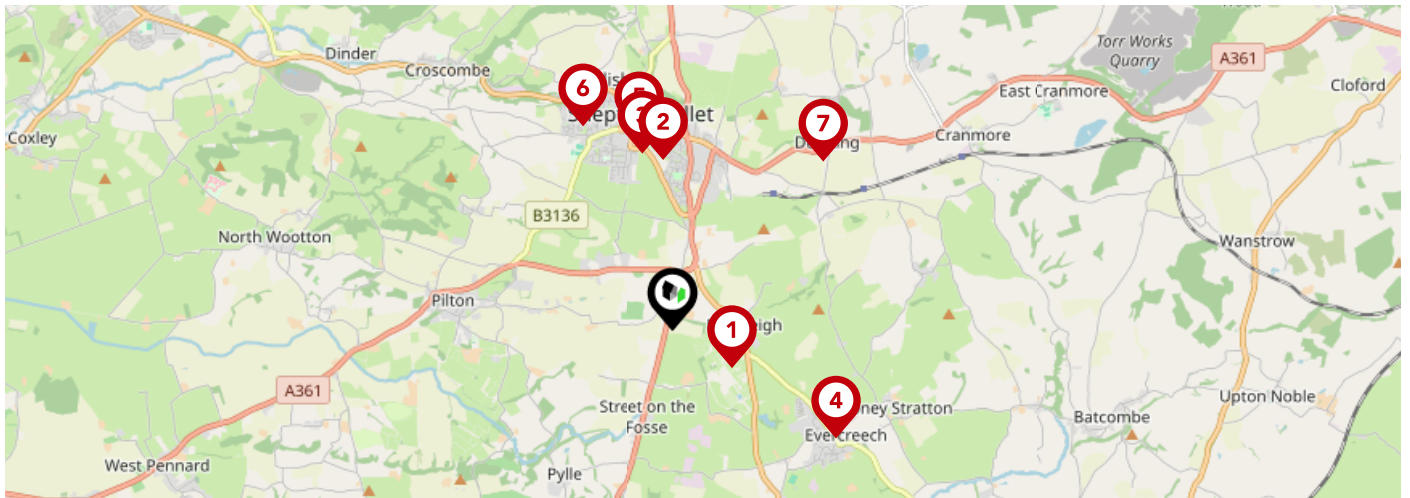 Torr Works
Quarry
A361
Dinder
Croscombe
Cloford
East Cranmore
6
2
7
Coxley
Cranmore
B3136
North Wootton
Wanstrow
Pilton
1
A361
4
Upton Noble
Street on the
Fosse
Batcombe
Evercreech
West Pennard
Pylle